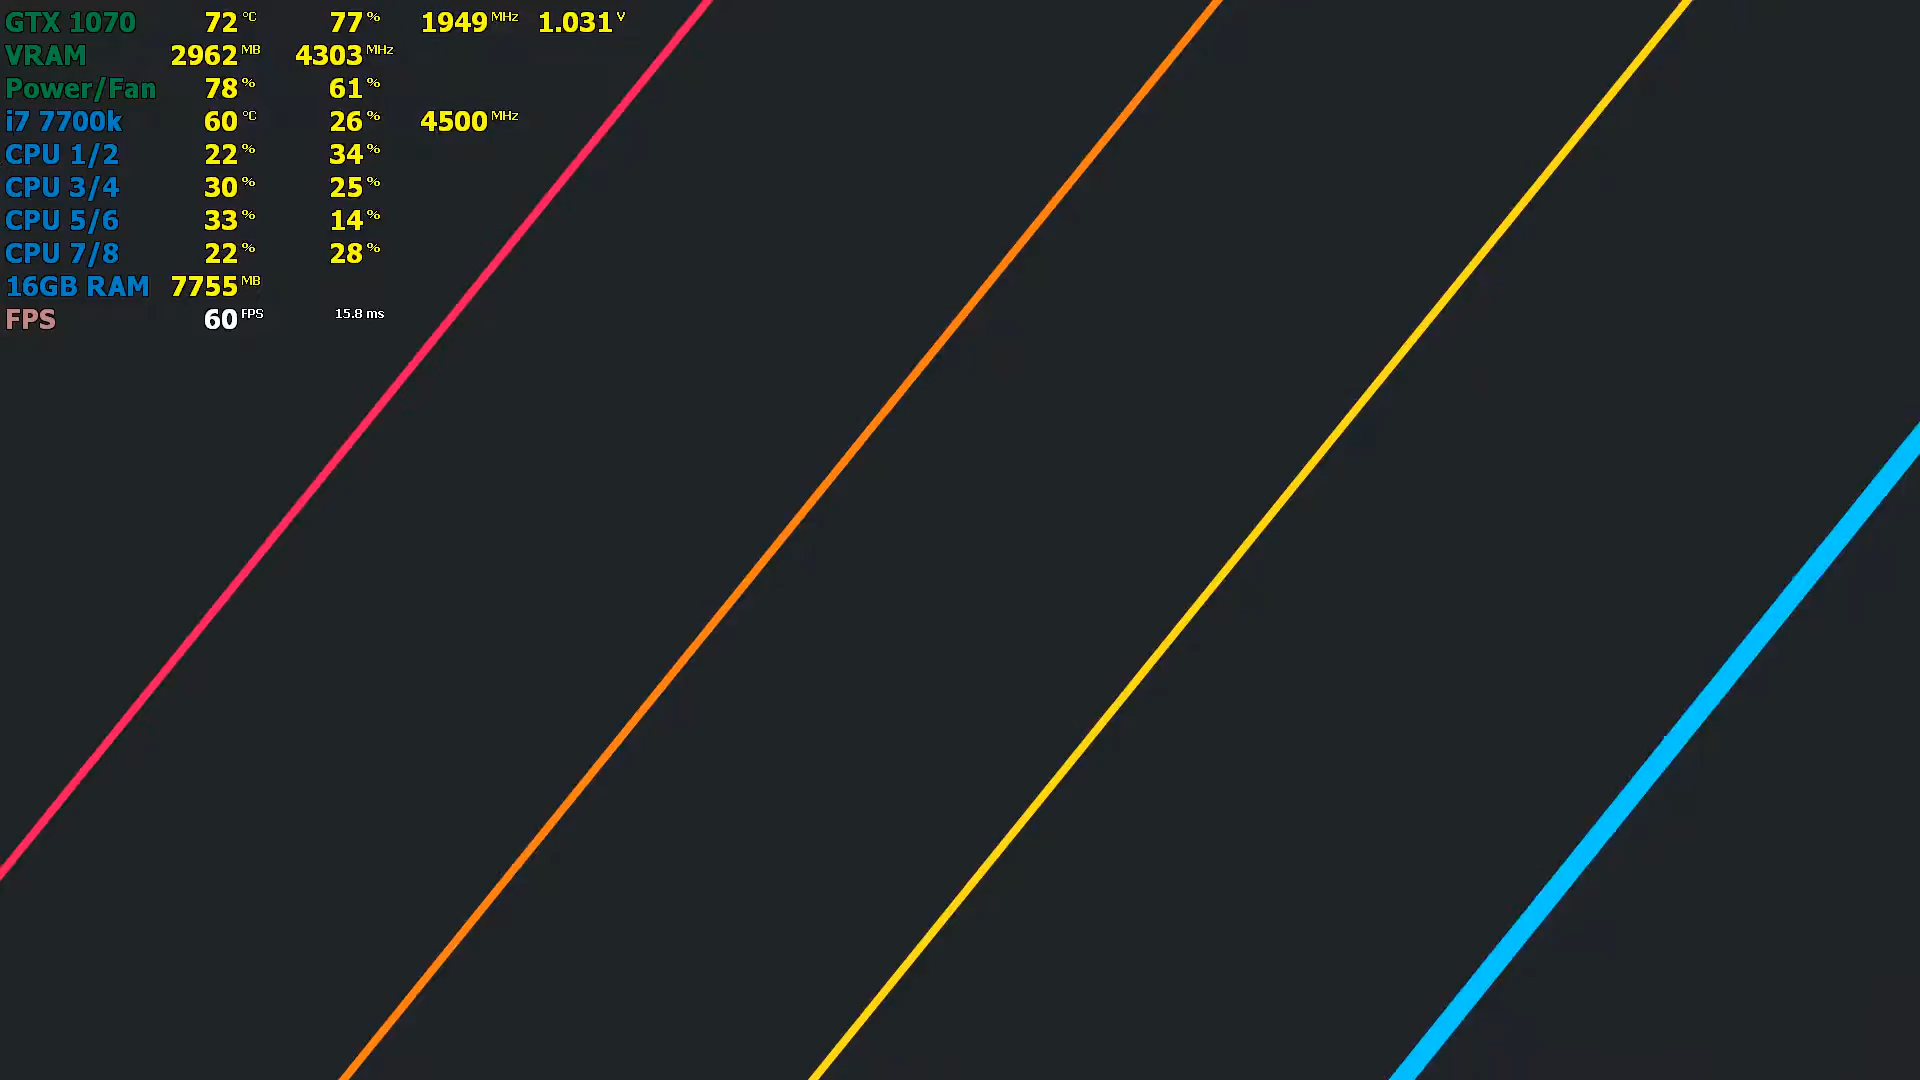 GTX 1070 72 °C 77 % 1949 MHz 1.031 V
VRAM 2962 MB 4303 MHz
Power/Fan 78 % 61 %
i7 7700k 60 °C 26 % 4500 MHz
CPU 1/2 22 % 34 %
CPU 3/4 30 % 25 %
CPU 5/6 33 % 14 %
CPU 7/8 22 % 28 %
16GB RAM 7755 MB
FPS 60 FPS 15.8 ms